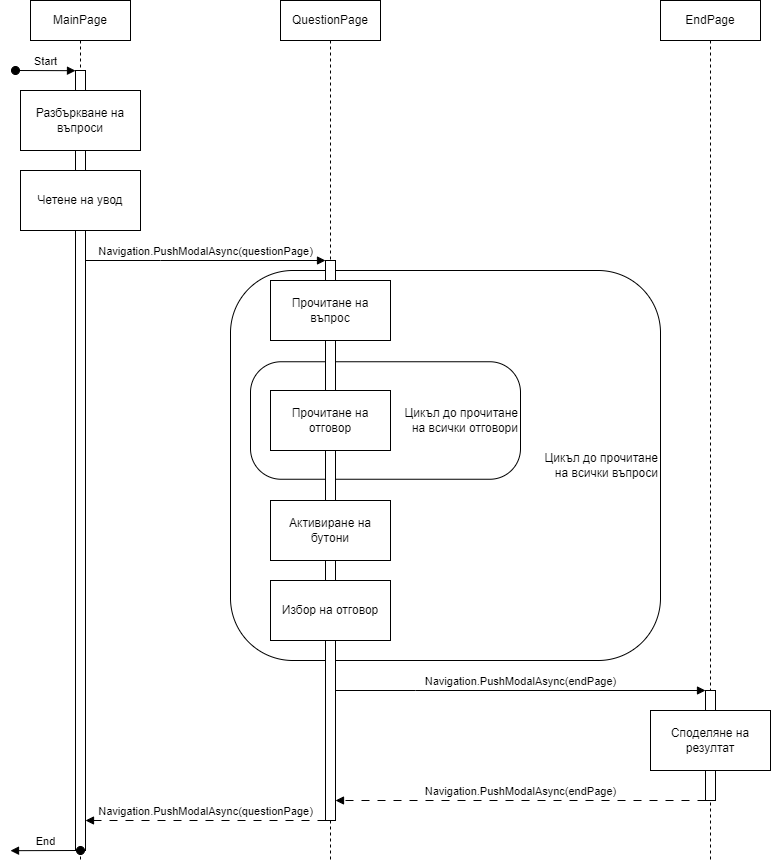 MainPage
QuestionPage
EndPage
Start
Разбъркване на
въпроси
Четене на увод
Navigation.PushModalAsync(questionPage)
Прочитане на
въпрос
Прочитане на
отговор
Цикъл до прочитане
на всички отговори
Цикъл до прочитане
на всички въпроси
Активиране на
бутони
Избор на отговор
Navigation.PushModalAsync(endPage)
Споделяне на
резултат
Navigation.PushModalAsync(endPage)
Navigation.PushModalAsync(questionPage)
End